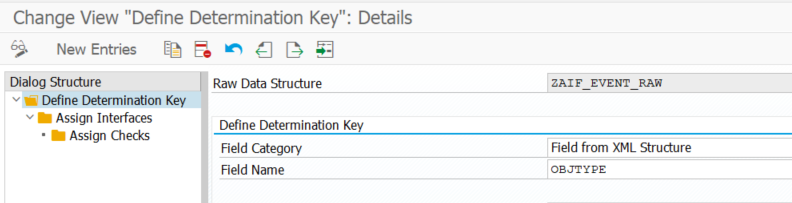 Change View "Define Determination Key": Details
New Entries
Dialog Structure
Define Determination Key
Assign Interfaces
Assign Checks
Raw Data Structure ZAIF_EVENT_RAW
Define Determination Key
Field Category Field from XML Structure
Field Name OBJTYPE